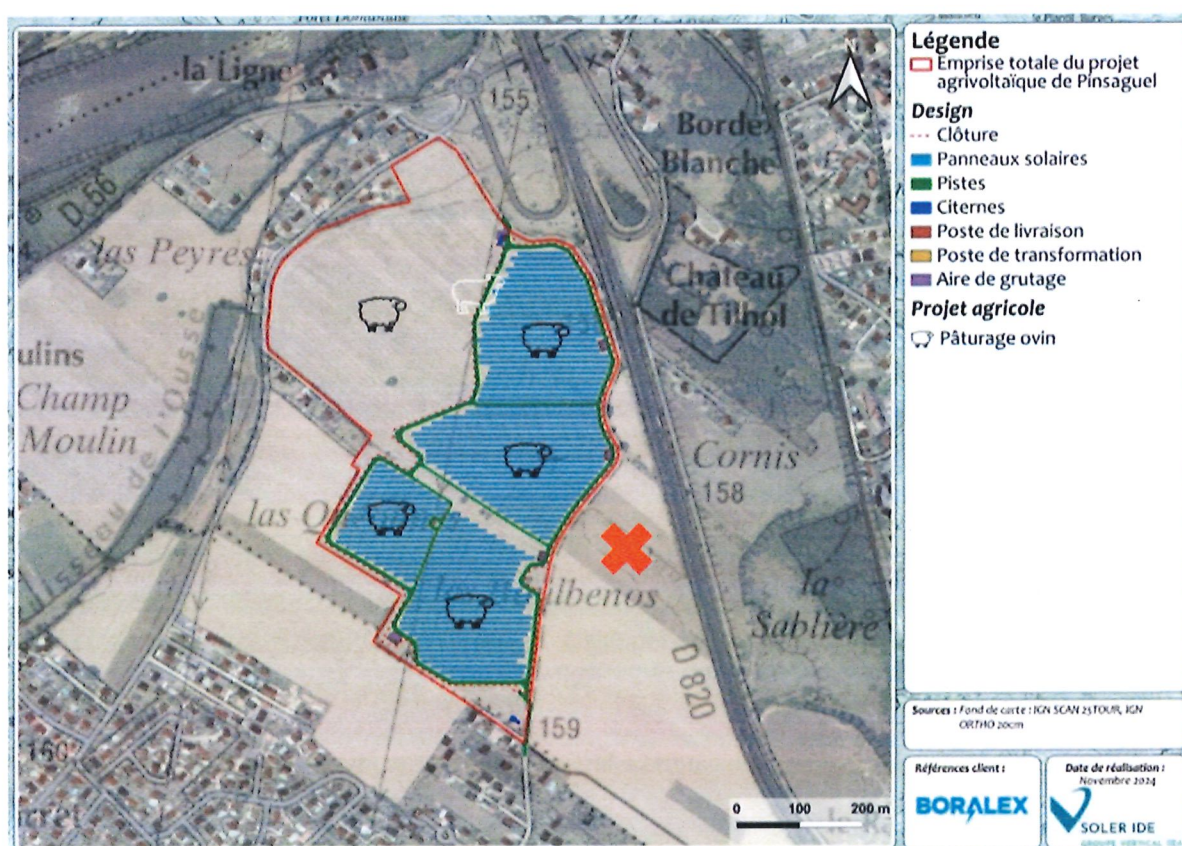 la Ligne
155
Borde
Blanche
D 66
las Peyres
Château
de Tilhol
ulins
Champ
Moulin
l'Ousse
Cornis
158
las
la
Sablière
D 820
159
160
N
0 100 200 m
Légende
Emprise totale du projet
agrivoltaïque de Pinsaguel
Design
Clôture
Panneaux solaires
Pistes
Citernes
Poste de livraison
Poste de transformation
Aire de grutage
Projet agricole
Pâturage ovin
Sources : Fond de carte : IGN SCAN 25TOUR, IGN
ORTHO 20cm
Références client :
BORALEX
Date de réalisation :
Novembre 2024
SOLER IDE